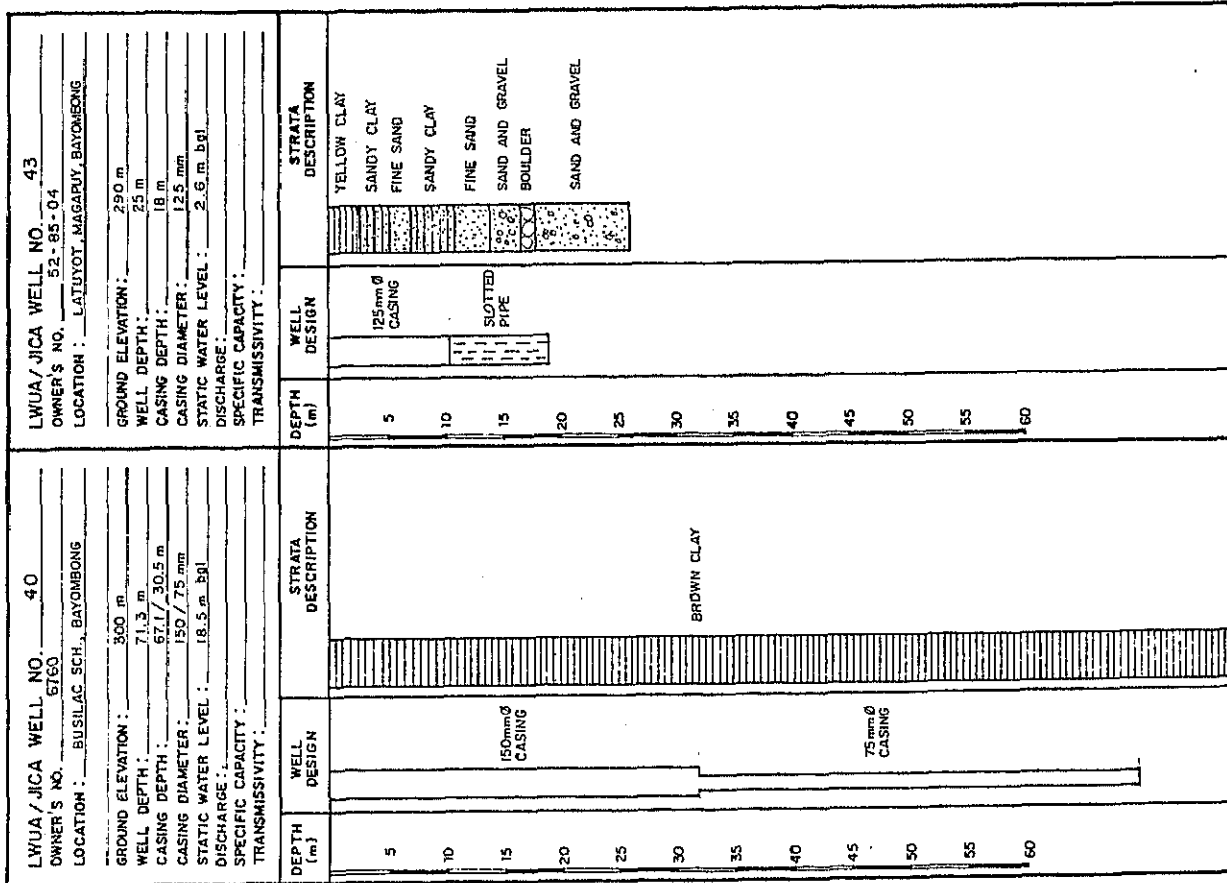 LWUA / JICA WELL NO. 40
OWNER'S NO. 6760
LOCATION : BUSILAC SCH., BAYOMBONG
GROUND ELEVATION : 300 m
WELL DEPTH : 71.3 m
CASING DEPTH : 67.1 / 30.5 m
CASING DIAMETER : 150 / 75 mm
STATIC WATER LEVEL : 18.5 m bgl
DISCHARGE :
SPECIFIC CAPACITY :
TRANSMISSIVITY :
DEPTH (m)
WELL DESIGN
STRATA DESCRIPTION
5
10
15
20
25
30
35
40
45
50
55
60
150mm Ø
CASING
75mm Ø
CASING
BROWN CLAY
LWUA / JICA WELL NO. 43
OWNER'S NO. 52-85-04
LOCATION : LATUYOT, MAGAPUY, BAYOMBONG
GROUND ELEVATION : 290 m
WELL DEPTH : 25 m
CASING DEPTH : 18 m
CASING DIAMETER : 125 mm
STATIC WATER LEVEL : 2.6 m bgl
DISCHARGE :
SPECIFIC CAPACITY :
TRANSMISSIVITY :
DEPTH (m)
WELL DESIGN
STRATA DESCRIPTION
5
10
15
20
25
30
35
40
45
50
55
60
125mm Ø
CASING
SLOTTED
PIPE
YELLOW CLAY
SANDY CLAY
FINE SAND
SANDY CLAY
FINE SAND
SAND AND GRAVEL
BOULDER
SAND AND GRAVEL